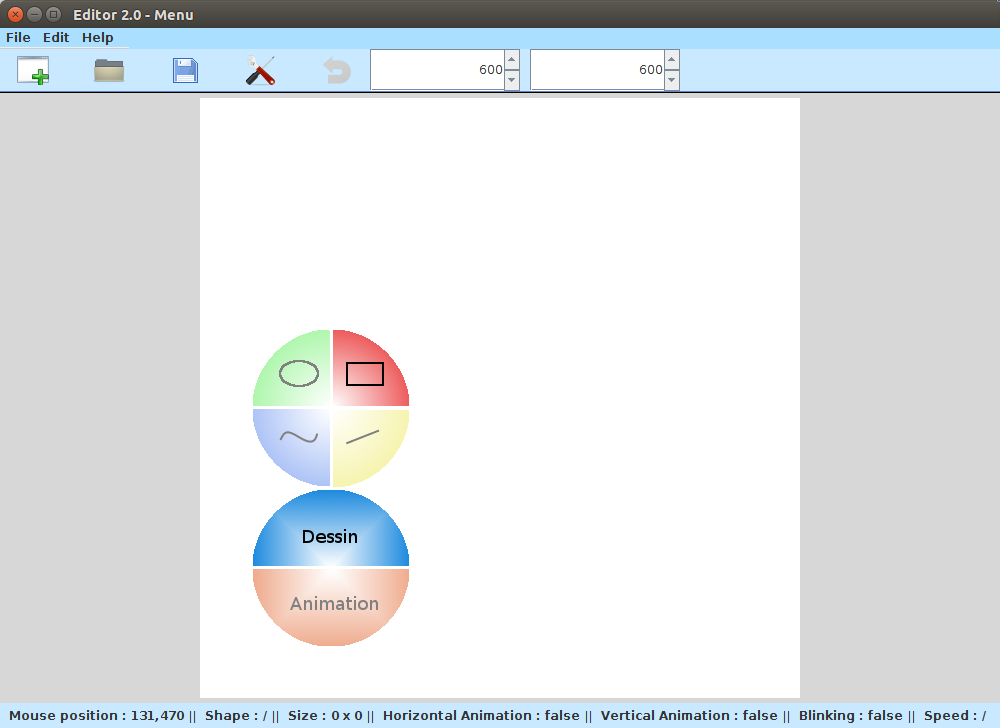 Editor 2.0 - Menu
File Edit Help
600 600
Dessin
Animation
Mouse position : 131,470 || Shape : / || Size : 0 x 0 || Horizontal Animation : false || Vertical Animation : false || Blinking : false || Speed : /